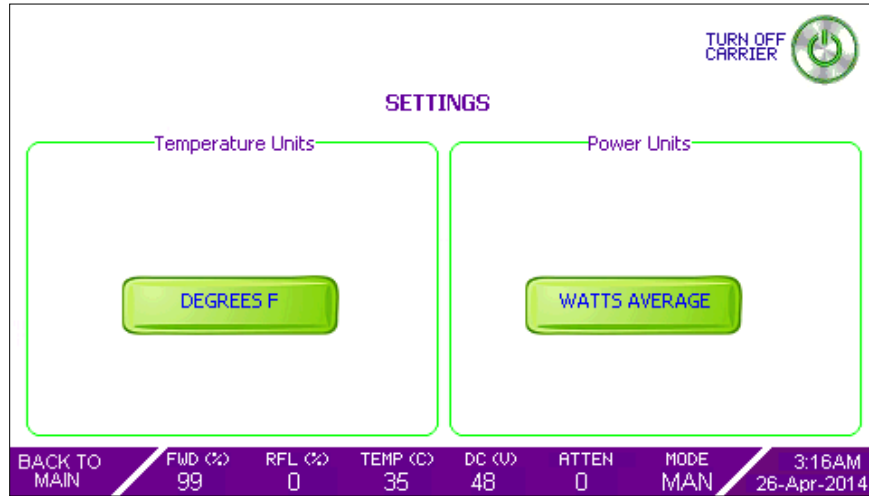 TURN OFF
CARRIER
SETTINGS
Temperature Units
Power Units
DEGREES F
WATTS AVERAGE
BACK TO
MAIN
FWD (%)
99
RFL (%)
0
TEMP (C)
35
DC (V)
48
ATTEN
0
MODE
MAN
3:16AM
26-Apr-2014